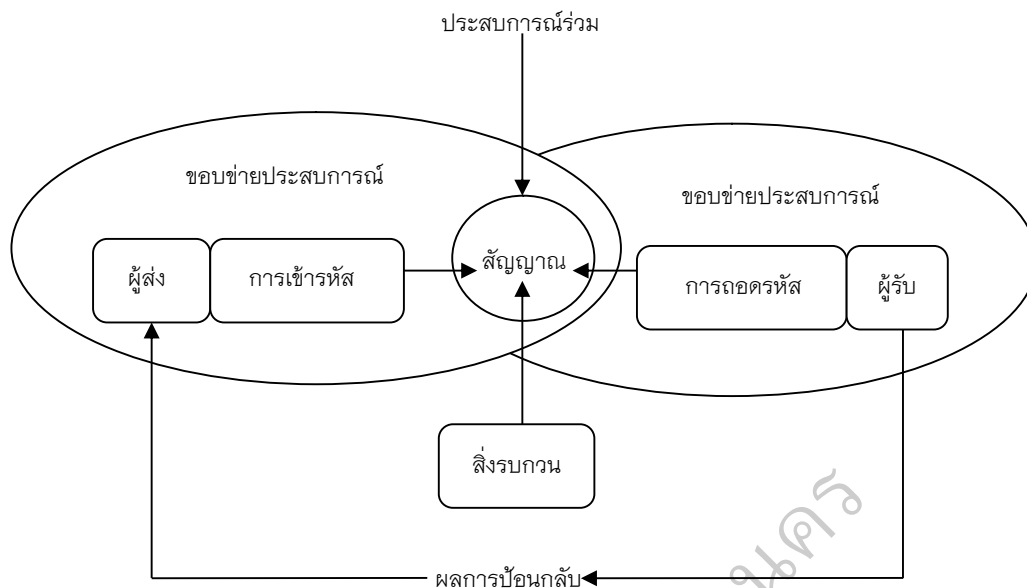 ประสบการณ์ร่วม
ขอบข่ายประสบการณ์
ขอบข่ายประสบการณ์
ผู้ส่ง
การเข้ารหัส
สัญญาณ
การถอดรหัส
ผู้รับ
สิ่งรบกวน
ผลการป้อนกลับ